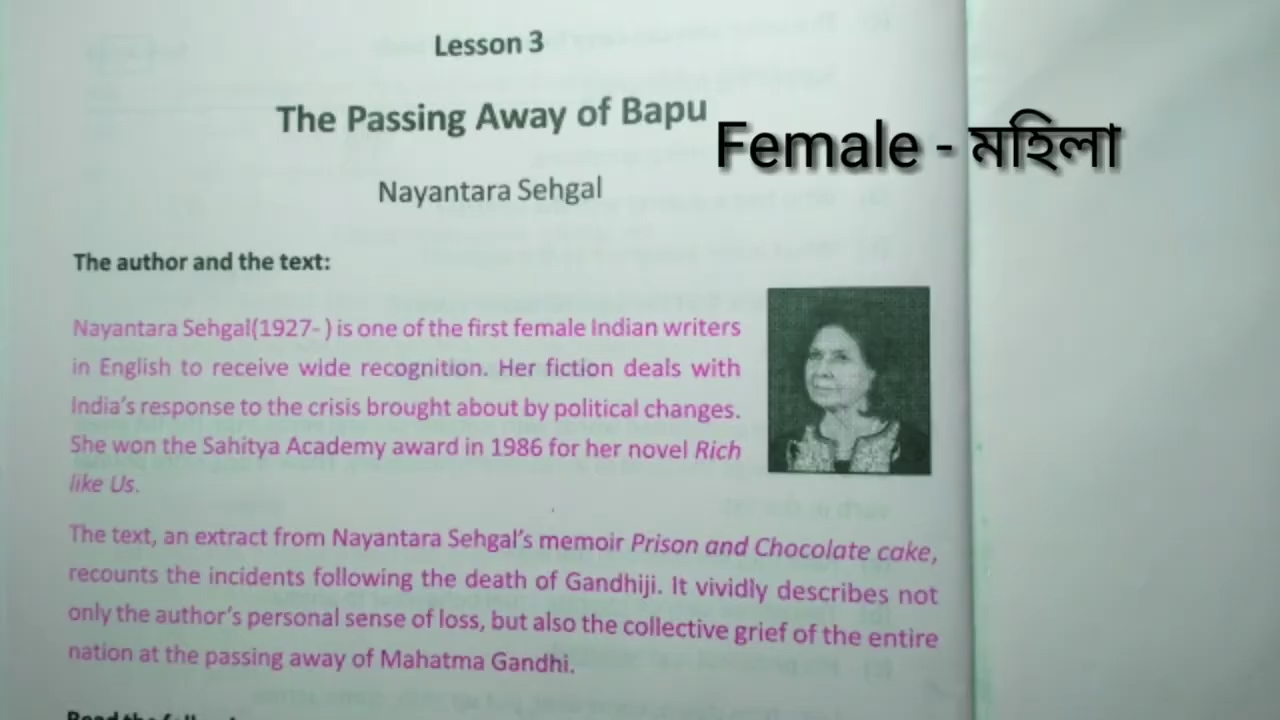 Lesson 3
The Passing Away of Bapu
Female - মহিলা
Nayantara Sehgal
The author and the text:
Nayantara Sehgal(1927- ) is one of the first female Indian writers
in English to receive wide recognition. Her fiction deals with
India's response to the crisis brought about by political changes.
She won the Sahitya Academy award in 1986 for her novel Rich
like Us.
The text, an extract from Nayantara Sehgal's memoir Prison and Chocolate cake,
recounts the incidents following the death of Gandhiji. It vividly describes not
only the author's personal sense of loss, but also the collective grief of the entire
nation at the passing away of Mahatma Gandhi.